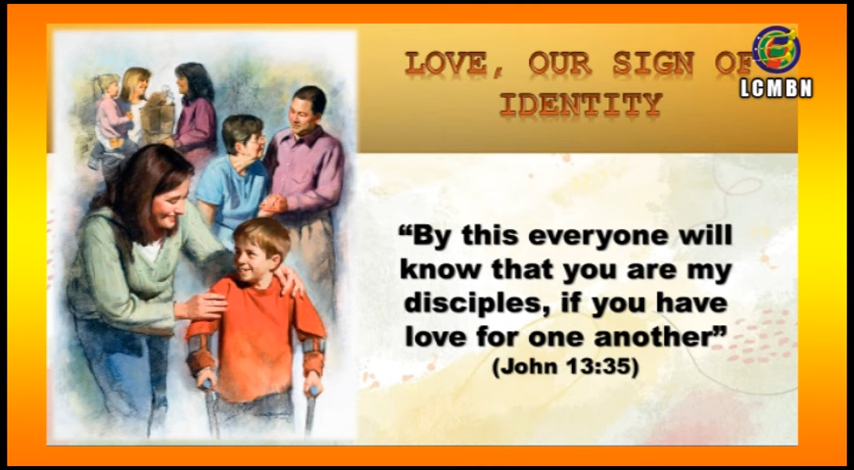 LOVE, OUR SIGN OF
IDENTITY
LCMBN
“By this everyone will
know that you are my
disciples, if you have
love for one another”
(John 13:35)